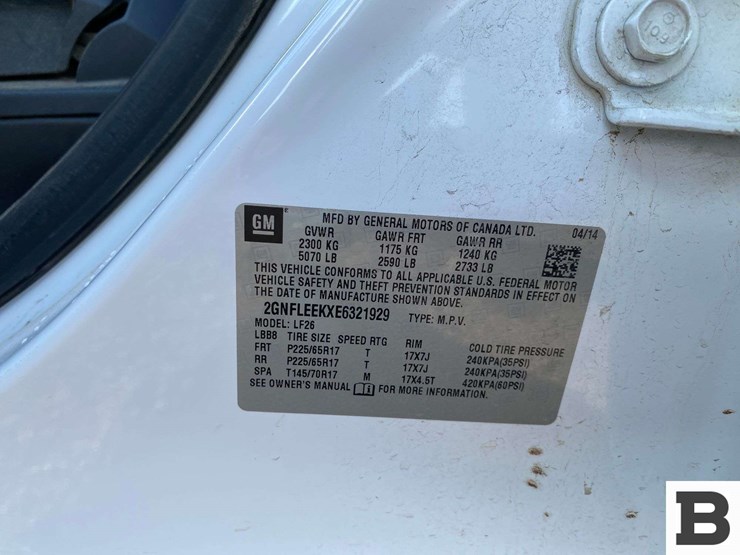 GM
MFD BY GENERAL MOTORS OF CANADA LTD. 04/14
GVWR GAWR FRT GAWR RR
2300 KG 1175 KG 1240 KG
5070 LB 2590 LB 2733 LB
THIS VEHICLE CONFORMS TO ALL APPLICABLE U.S. FEDERAL MOTOR
VEHICLE SAFETY AND THEFT PREVENTION STANDARDS IN EFFECT ON
THE DATE OF MANUFACTURE SHOWN ABOVE.
2GNFLEEKXE6321929 TYPE: M.P.V.
MODEL: LF26
LBB8 TIRE SIZE SPEED RTG RIM COLD TIRE PRESSURE
FRT P225/65R17 T 17X7J 240KPA(35PSI)
RR P225/65R17 T 17X7J 240KPA(35PSI)
SPA T145/70R17 M 17X4.5T 420KPA(60PSI)
SEE OWNER'S MANUAL FOR MORE INFORMATION.
B